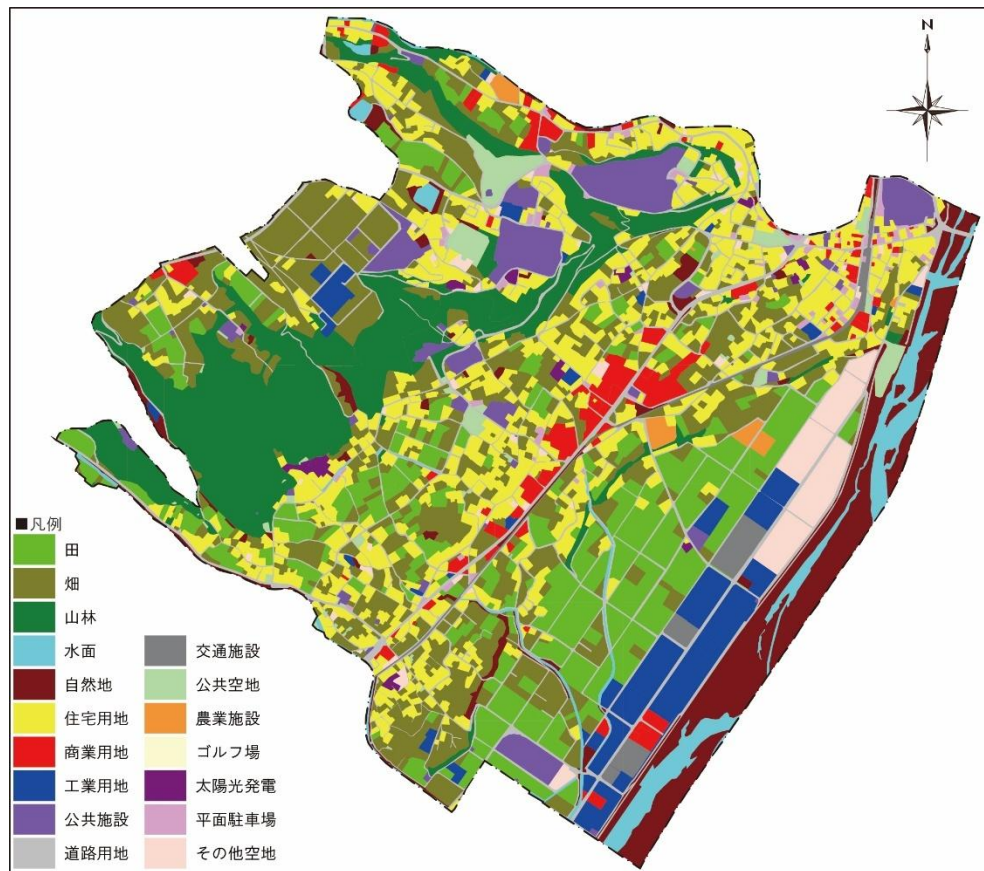 N
■凡例
田
畑
山林
水面
自然地
住宅用地
商業用地
工業用地
公共施設
道路用地
交通施設
公共空地
農業施設
ゴルフ場
太陽光発電
平面駐車場
その他空地